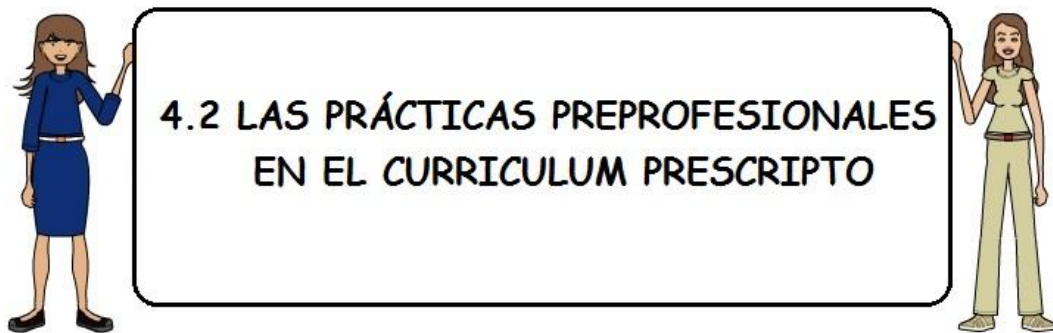 4.2 LAS PRÁCTICAS PREPROFESIONALES
EN EL CURRICULUM PRESCRIPTO